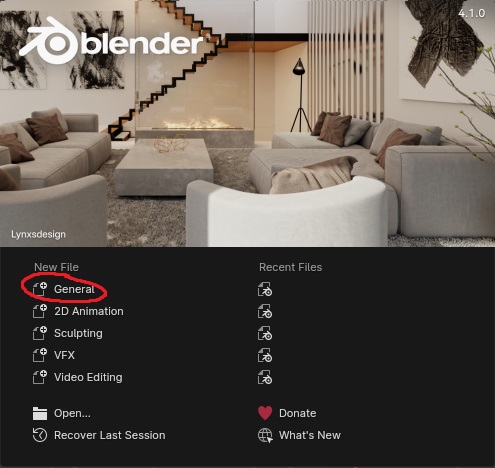 blender
4.1.0
Lynxsdesign
New File
Recent Files
General
2D Animation
Sculpting
VFX
Video Editing
Open...
Donate
Recover Last Session
What's New